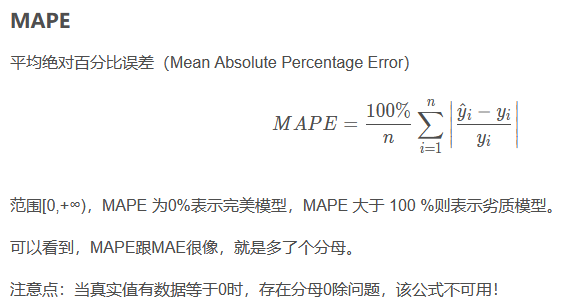 MAPE
平均绝对百分比误差（Mean Absolute Percentage Error）
MAPE = \frac{100\%}{n} \sum_{i=1}^{n} \left| \frac{\hat{y}_i - y_i}{y_i} \right|
范围[0,+∞)，MAPE 为0%表示完美模型，MAPE 大于 100 %则表示劣质模型。
可以看到，MAPE跟MAE很像，就是多了个分母。
注意点：当真实值有数据等于0时，存在分母0除问题，该公式不可用！